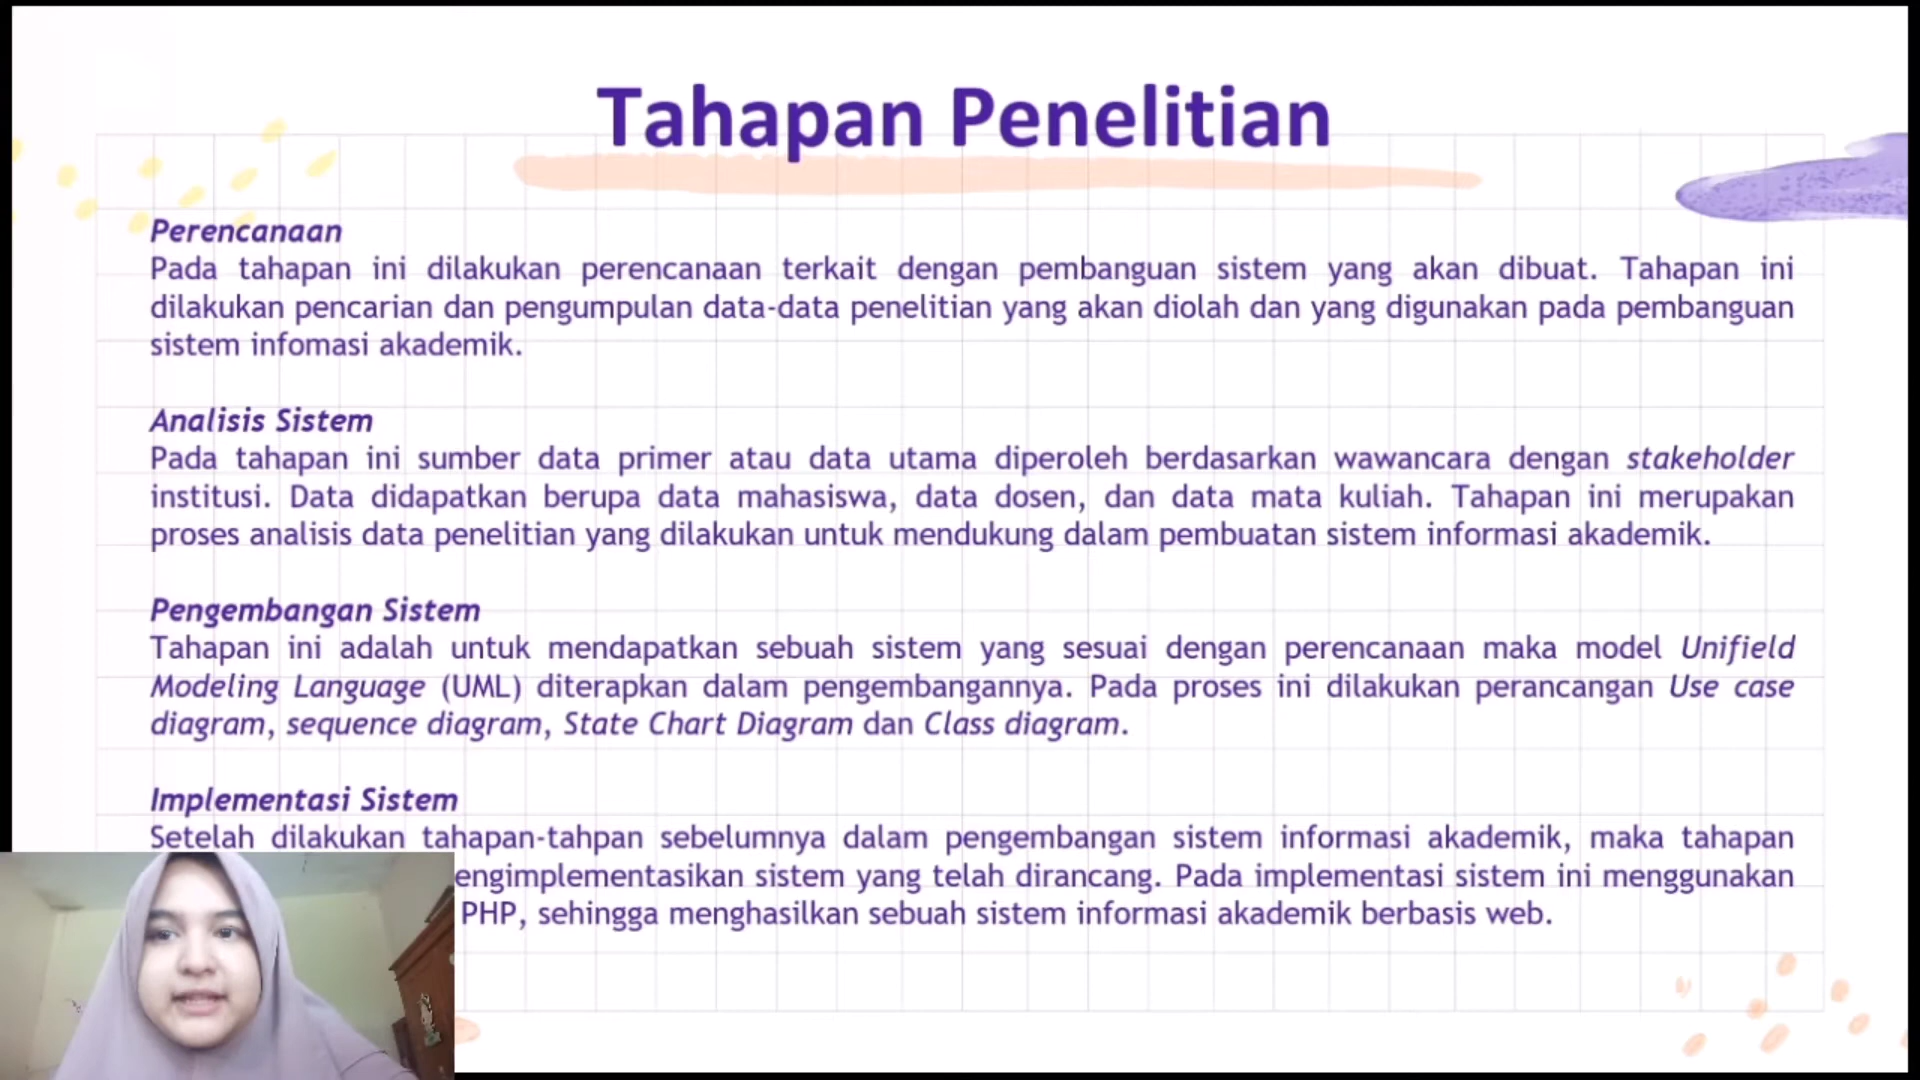 Tahapan Penelitian
Perencanaan
Pada tahapan ini dilakukan perencanaan terkait dengan pembanguan sistem yang akan dibuat. Tahapan ini
dilakukan pencarian dan pengumpulan data-data penelitian yang akan diolah dan yang digunakan pada pembanguan
sistem infomasi akademik.
Analisis Sistem
Pada tahapan ini sumber data primer atau data utama diperoleh berdasarkan wawancara dengan stakeholder
institusi. Data didapatkan berupa data mahasiswa, data dosen, dan data mata kuliah. Tahapan ini merupakan
proses analisis data penelitian yang dilakukan untuk mendukung dalam pembuatan sistem informasi akademik.
Pengembangan Sistem
Tahapan ini adalah untuk mendapatkan sebuah sistem yang sesuai dengan perencanaan maka model Unifield
Modeling Language (UML) diterapkan dalam pengembangannya. Pada proses ini dilakukan perancangan Use case
diagram, sequence diagram, State Chart Diagram dan Class diagram.
Implementasi Sistem
Setelah dilakukan tahapan-tahpan sebelumnya dalam pengembangan sistem informasi akademik, maka tahapan
engimplementasikan sistem yang telah dirancang. Pada implementasi sistem ini menggunakan
PHP, sehingga menghasilkan sebuah sistem informasi akademik berbasis web.